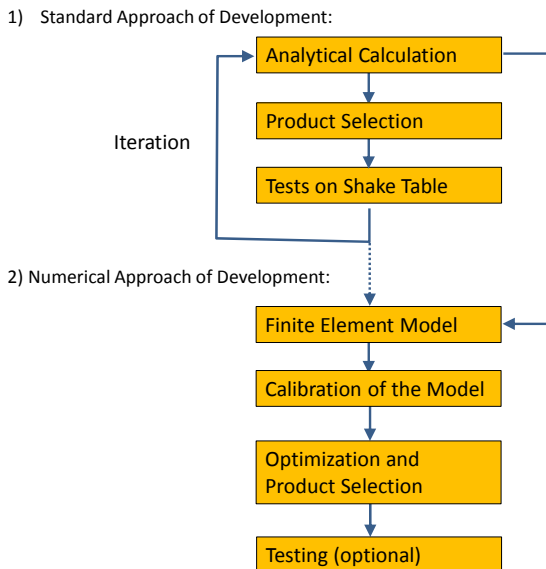 1) Standard Approach of Development:
Analytical Calculation
Product Selection
Iteration
Tests on Shake Table
2) Numerical Approach of Development:
Finite Element Model
Calibration of the Model
Optimization and
Product Selection
Testing (optional)